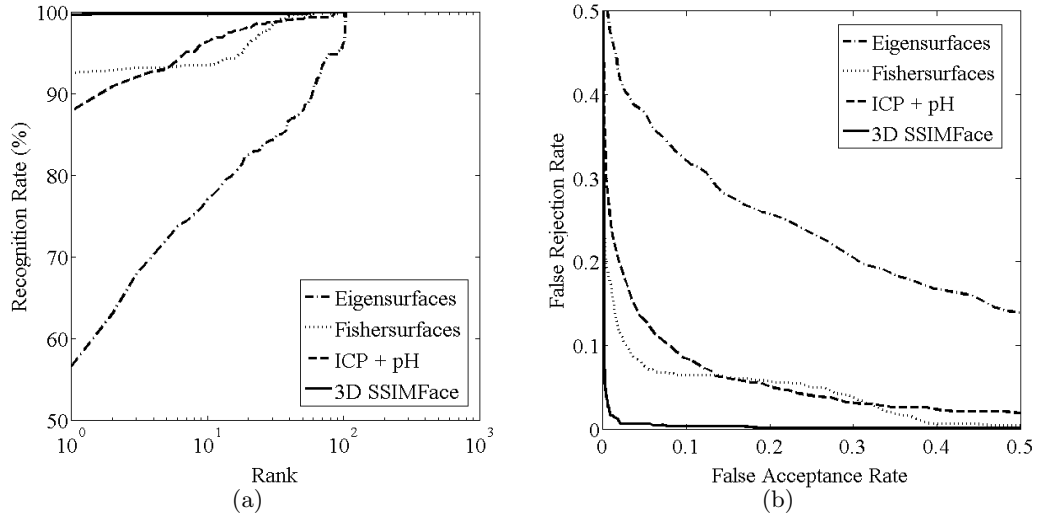 100
90
80
70
60
50
Recognition Rate (%)
Eigensurfaces
Fishersurfaces
ICP + pH
3D SSIMFace
10^0
10^1
10^2
10^3
Rank
(a)
0.5
0.4
0.3
0.2
0.1
0
False Rejection Rate
Eigensurfaces
Fishersurfaces
ICP + pH
3D SSIMFace
0
0.1
0.2
0.3
0.4
0.5
False Acceptance Rate
(b)